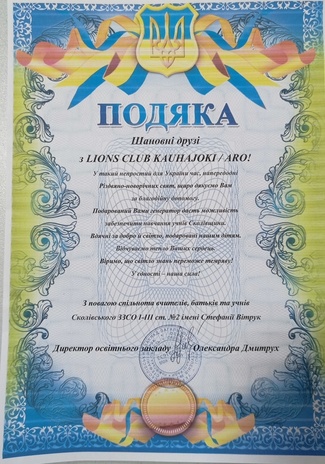 ПОДЯКА
Шановні друзі
з LIONS CLUB KAUHAJOKI / ARO!
У такий непростий для України час, напередодні
Різдвяно-новорічних свят, щиро дякуємо Вам
за благодійну допомогу.
Подарований Вами генератор дасть можливість
забезпечити навчання учнів Сколівщини.
Вдячні за добро й світло, подаровані нашим дітям.
Відчуваємо тепло Ваших сердець.
Віримо, що світло знань переможе темряву!
У єдності – наша сила!
З повагою спільнота вчителів, батьків та учнів
Сколівського ЗЗСО І-ІІІ ст. №2 імені Стефанії Вітрук
Директор освітнього закладу Олександра Дмитрух